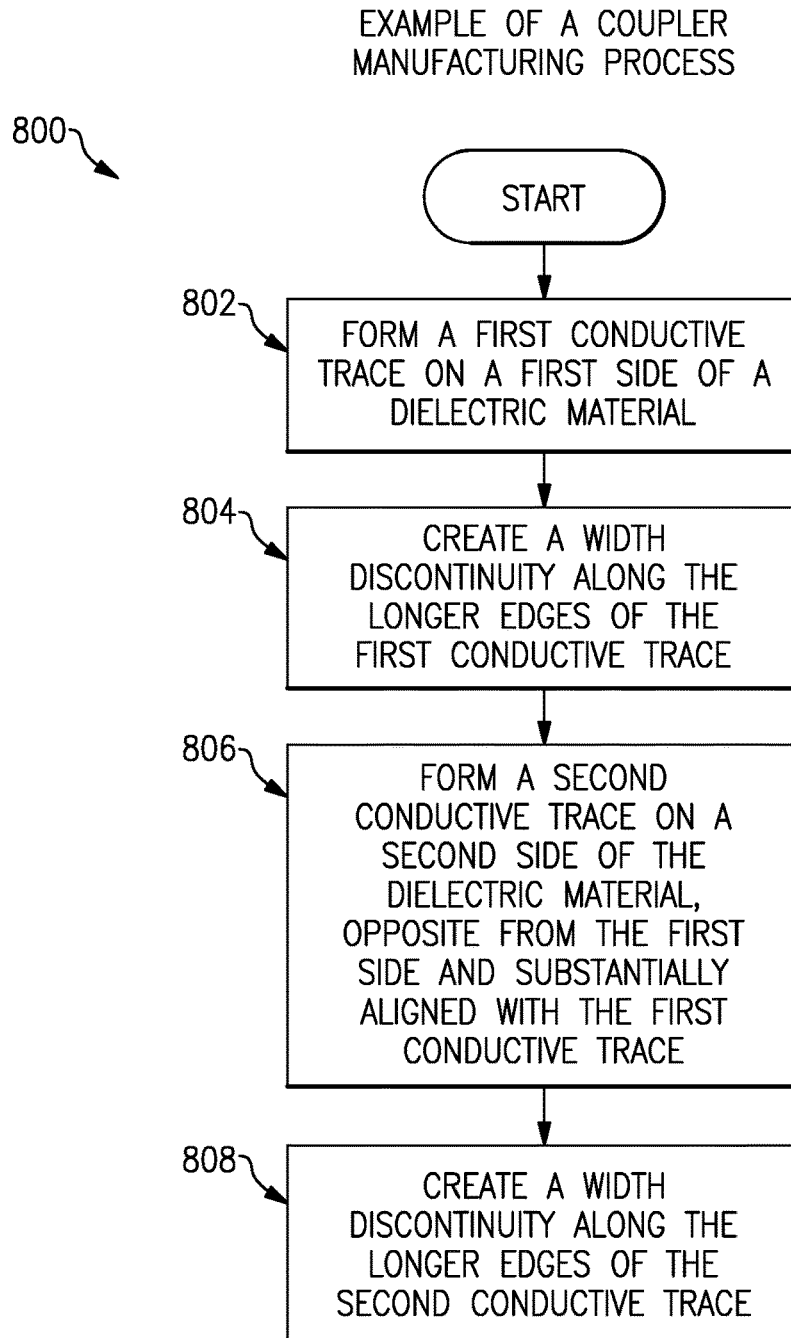 EXAMPLE OF A COUPLER
MANUFACTURING PROCESS
800
START
802
FORM A FIRST CONDUCTIVE
TRACE ON A FIRST SIDE OF A
DIELECTRIC MATERIAL
804
CREATE A WIDTH
DISCONTINUITY ALONG THE
LONGER EDGES OF THE
FIRST CONDUCTIVE TRACE
806
FORM A SECOND
CONDUCTIVE TRACE ON A
SECOND SIDE OF THE
DIELECTRIC MATERIAL,
OPPOSITE FROM THE FIRST
SIDE AND SUBSTANTIALLY
ALIGNED WITH THE FIRST
CONDUCTIVE TRACE
808
CREATE A WIDTH
DISCONTINUITY ALONG THE
LONGER EDGES OF THE
SECOND CONDUCTIVE TRACE